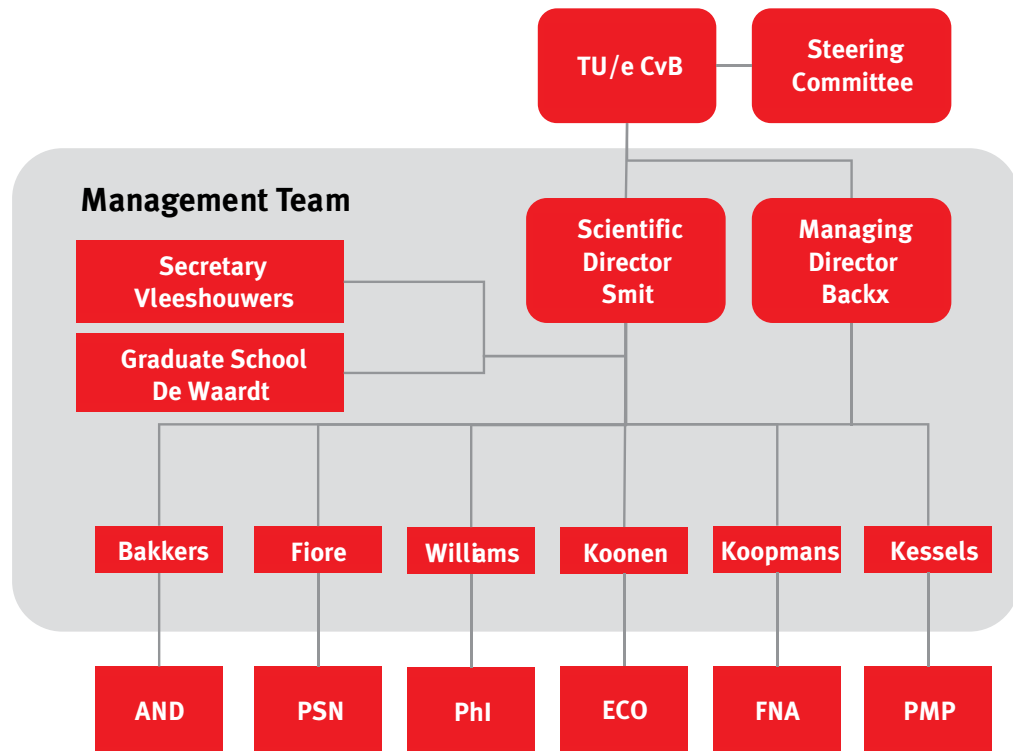 TU/e CvB
Steering
Committee
Management Team
Scientific
Director
Smit
Managing
Director
Backx
Secretary
Vleeshouwers
Graduate School
De Waardt
Bakkers
Fiore
Williams
Koonen
Koopmans
Kessels
AND
PSN
PhI
ECO
FNA
PMP